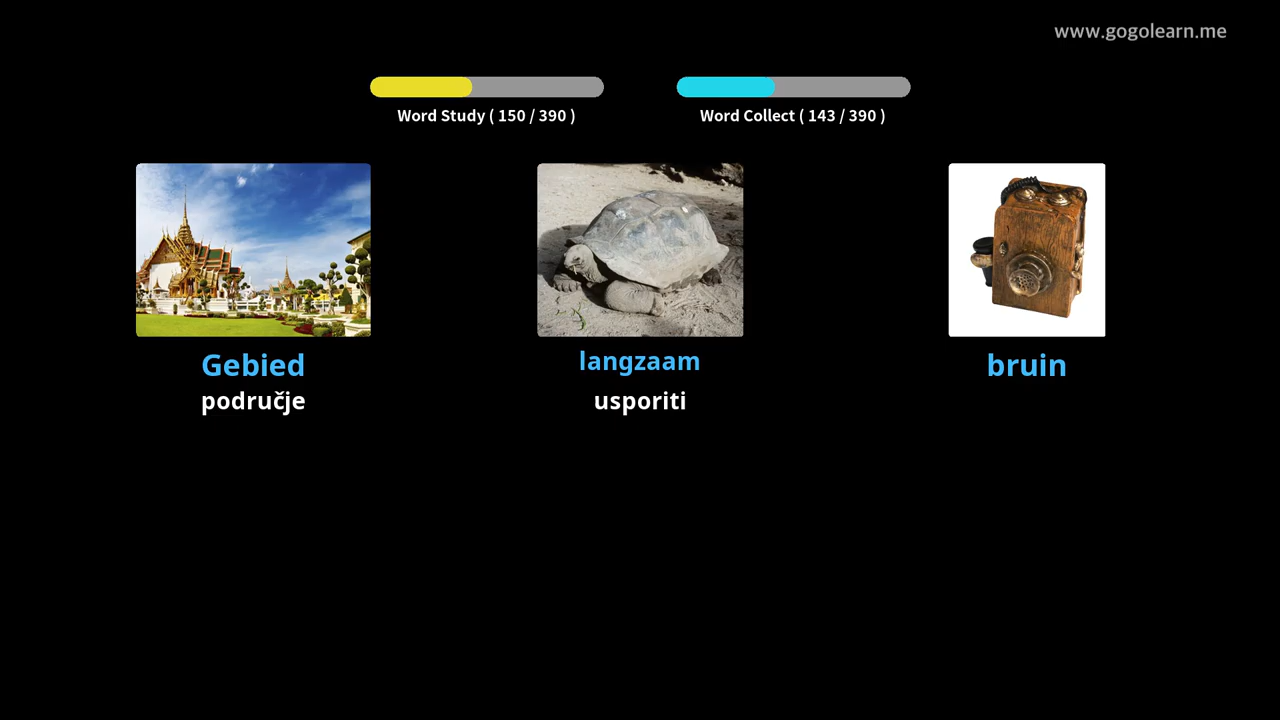 www.gogolearn.me
Word Study ( 150 / 390 )
Word Collect ( 143 / 390 )
Gebied
područje
langzaam
usporiti
bruin